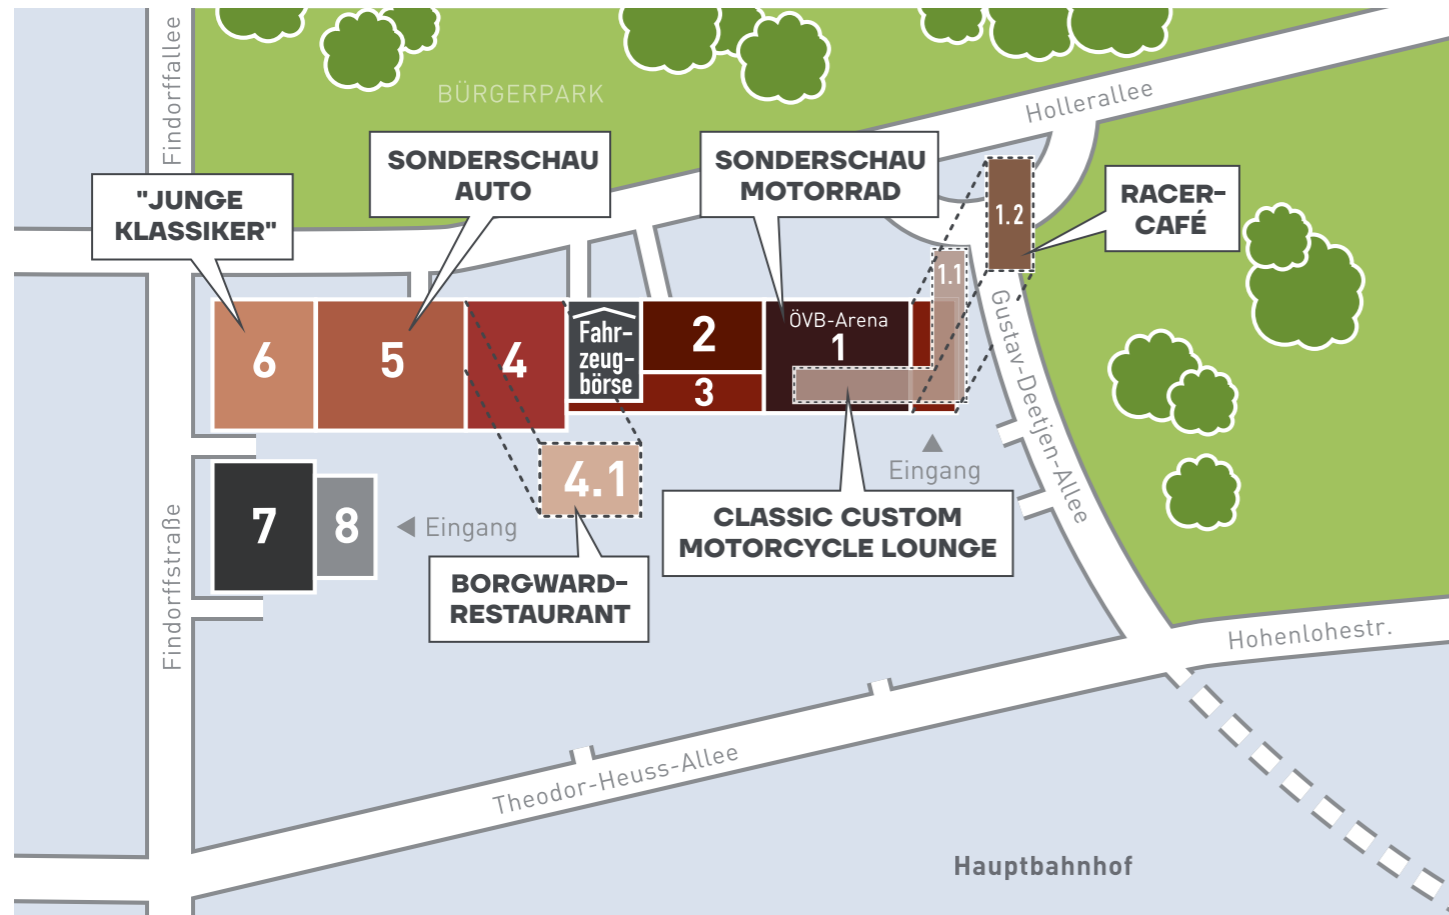 Findorffallee
BÜRGERPARK
Hollerallee
SONDERSCHAU
AUTO
SONDERSCHAU
MOTORRAD
"JUNGE
KLASSIKER"
RACER-
CAFÉ
1.2
1.1
6
5
4
Fahr-
zeug-
börse
2
3
ÖVB-Arena
1
Gustav-Deetjen-Allee
4.1
Eingang
7
8
Eingang
CLASSIC CUSTOM
MOTORCYCLE LOUNGE
BORGWARD-
RESTAURANT
Findorffstraße
Hohenlohestr.
Theodor-Heuss-Allee
Hauptbahnhof